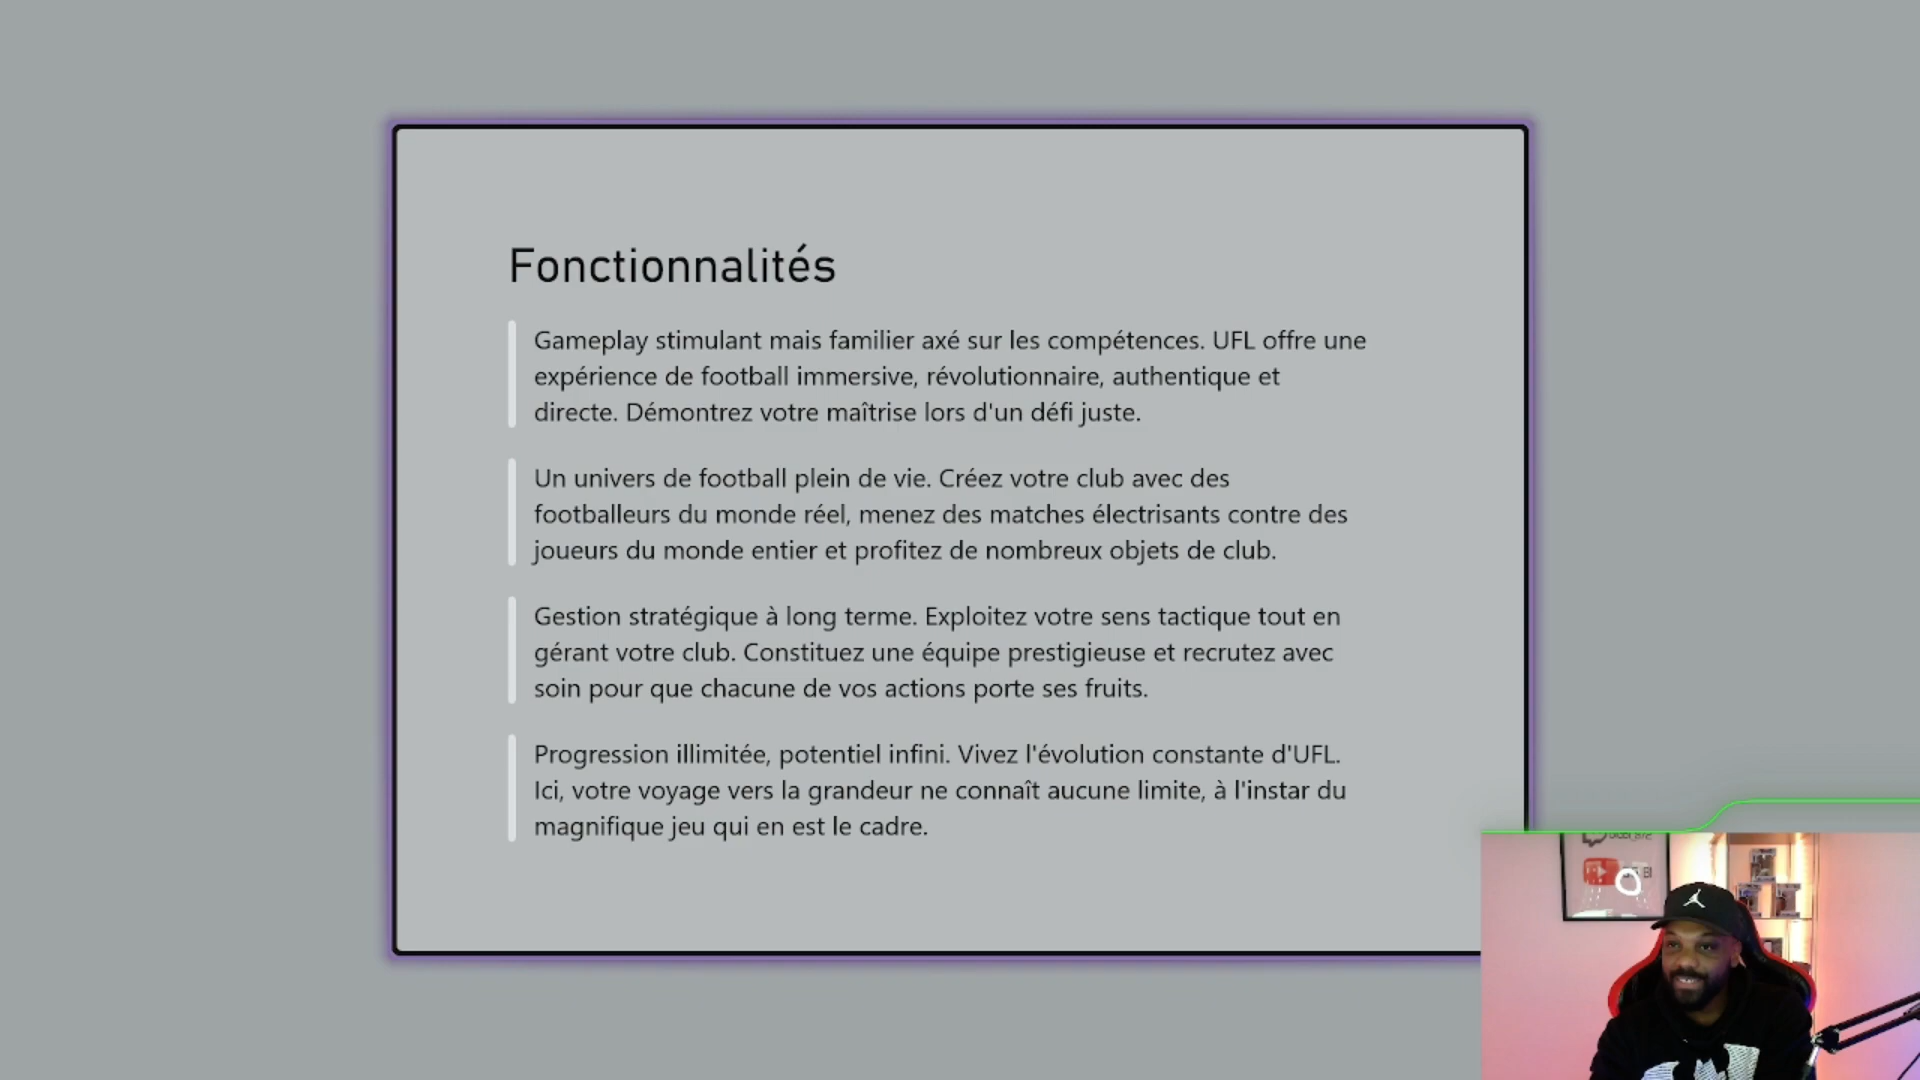 Fonctionnalités
Gameplay stimulant mais familier axé sur les compétences. UFL offre une
expérience de football immersive, révolutionnaire, authentique et
directe. Démontrez votre maîtrise lors d'un défi juste.
Un univers de football plein de vie. Créez votre club avec des
footballeurs du monde réel, menez des matches électrisants contre des
joueurs du monde entier et profitez de nombreux objets de club.
Gestion stratégique à long terme. Exploitez votre sens tactique tout en
gérant votre club. Constituez une équipe prestigieuse et recrutez avec
soin pour que chacune de vos actions porte ses fruits.
Progression illimitée, potentiel infini. Vivez l'évolution constante d'UFL.
Ici, votre voyage vers la grandeur ne connaît aucune limite, à l'instar du
magnifique jeu qui en est le cadre.